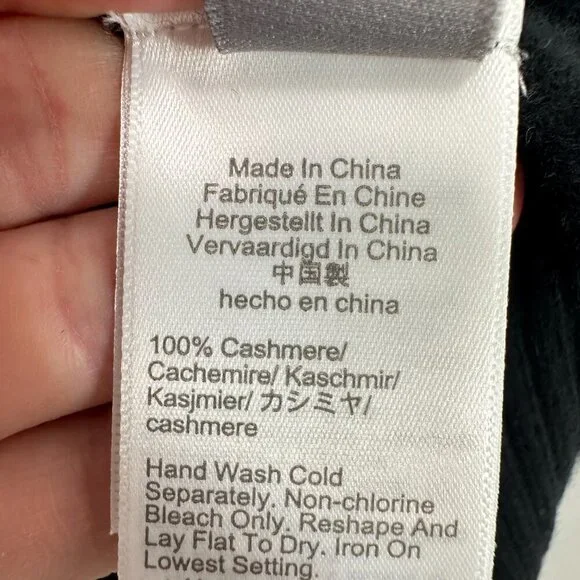 Made In China
Fabriqué En Chine
Hergestellt In China
Vervaardigd In China
中国製
hecho en china
100% Cashmere/
Cachemire/ Kaschmir/
Kasjmier/ カシミヤ/
cashmere
Hand Wash Cold
Separately. Non-chlorine
Bleach Only. Reshape And
Lay Flat To Dry. Iron On
Lowest Setting.